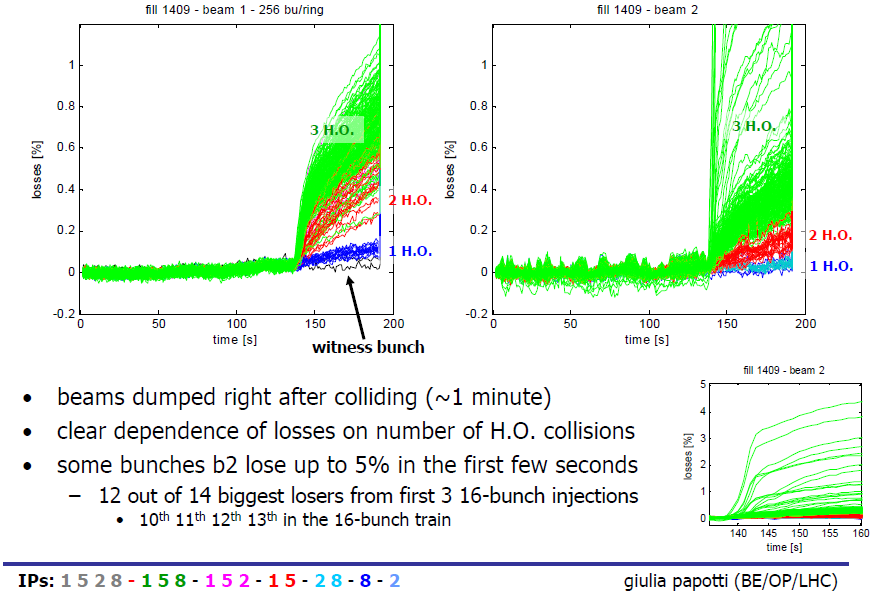 fill 1409 - beam 1 - 256 bu/ring
losses [%]
1
0.8
0.6
0.4
0.2
0
-0.2
0 50 100 150 200
time [s]
3 H.O.
2 H.O.
1 H.O.
witness bunch
fill 1409 - beam 2
losses [%]
1
0.8
0.6
0.4
0.2
0
-0.2
0 50 100 150 200
time [s]
3 H.O.
2 H.O.
1 H.O.
• beams dumped right after colliding (~1 minute)
• clear dependence of losses on number of H.O. collisions
• some bunches b2 lose up to 5% in the first few seconds
– 12 out of 14 biggest losers from first 3 16-bunch injections
• 10th 11th 12th 13th in the 16-bunch train
fill 1409 - beam 2
losses [%]
5
4
3
2
1
0
140 145 150 155 160
time [s]
IPs: 1 5 2 8 - 1 5 8 - 1 5 2 - 1 5 - 2 8 - 8 - 2
giulia papotti (BE/OP/LHC)